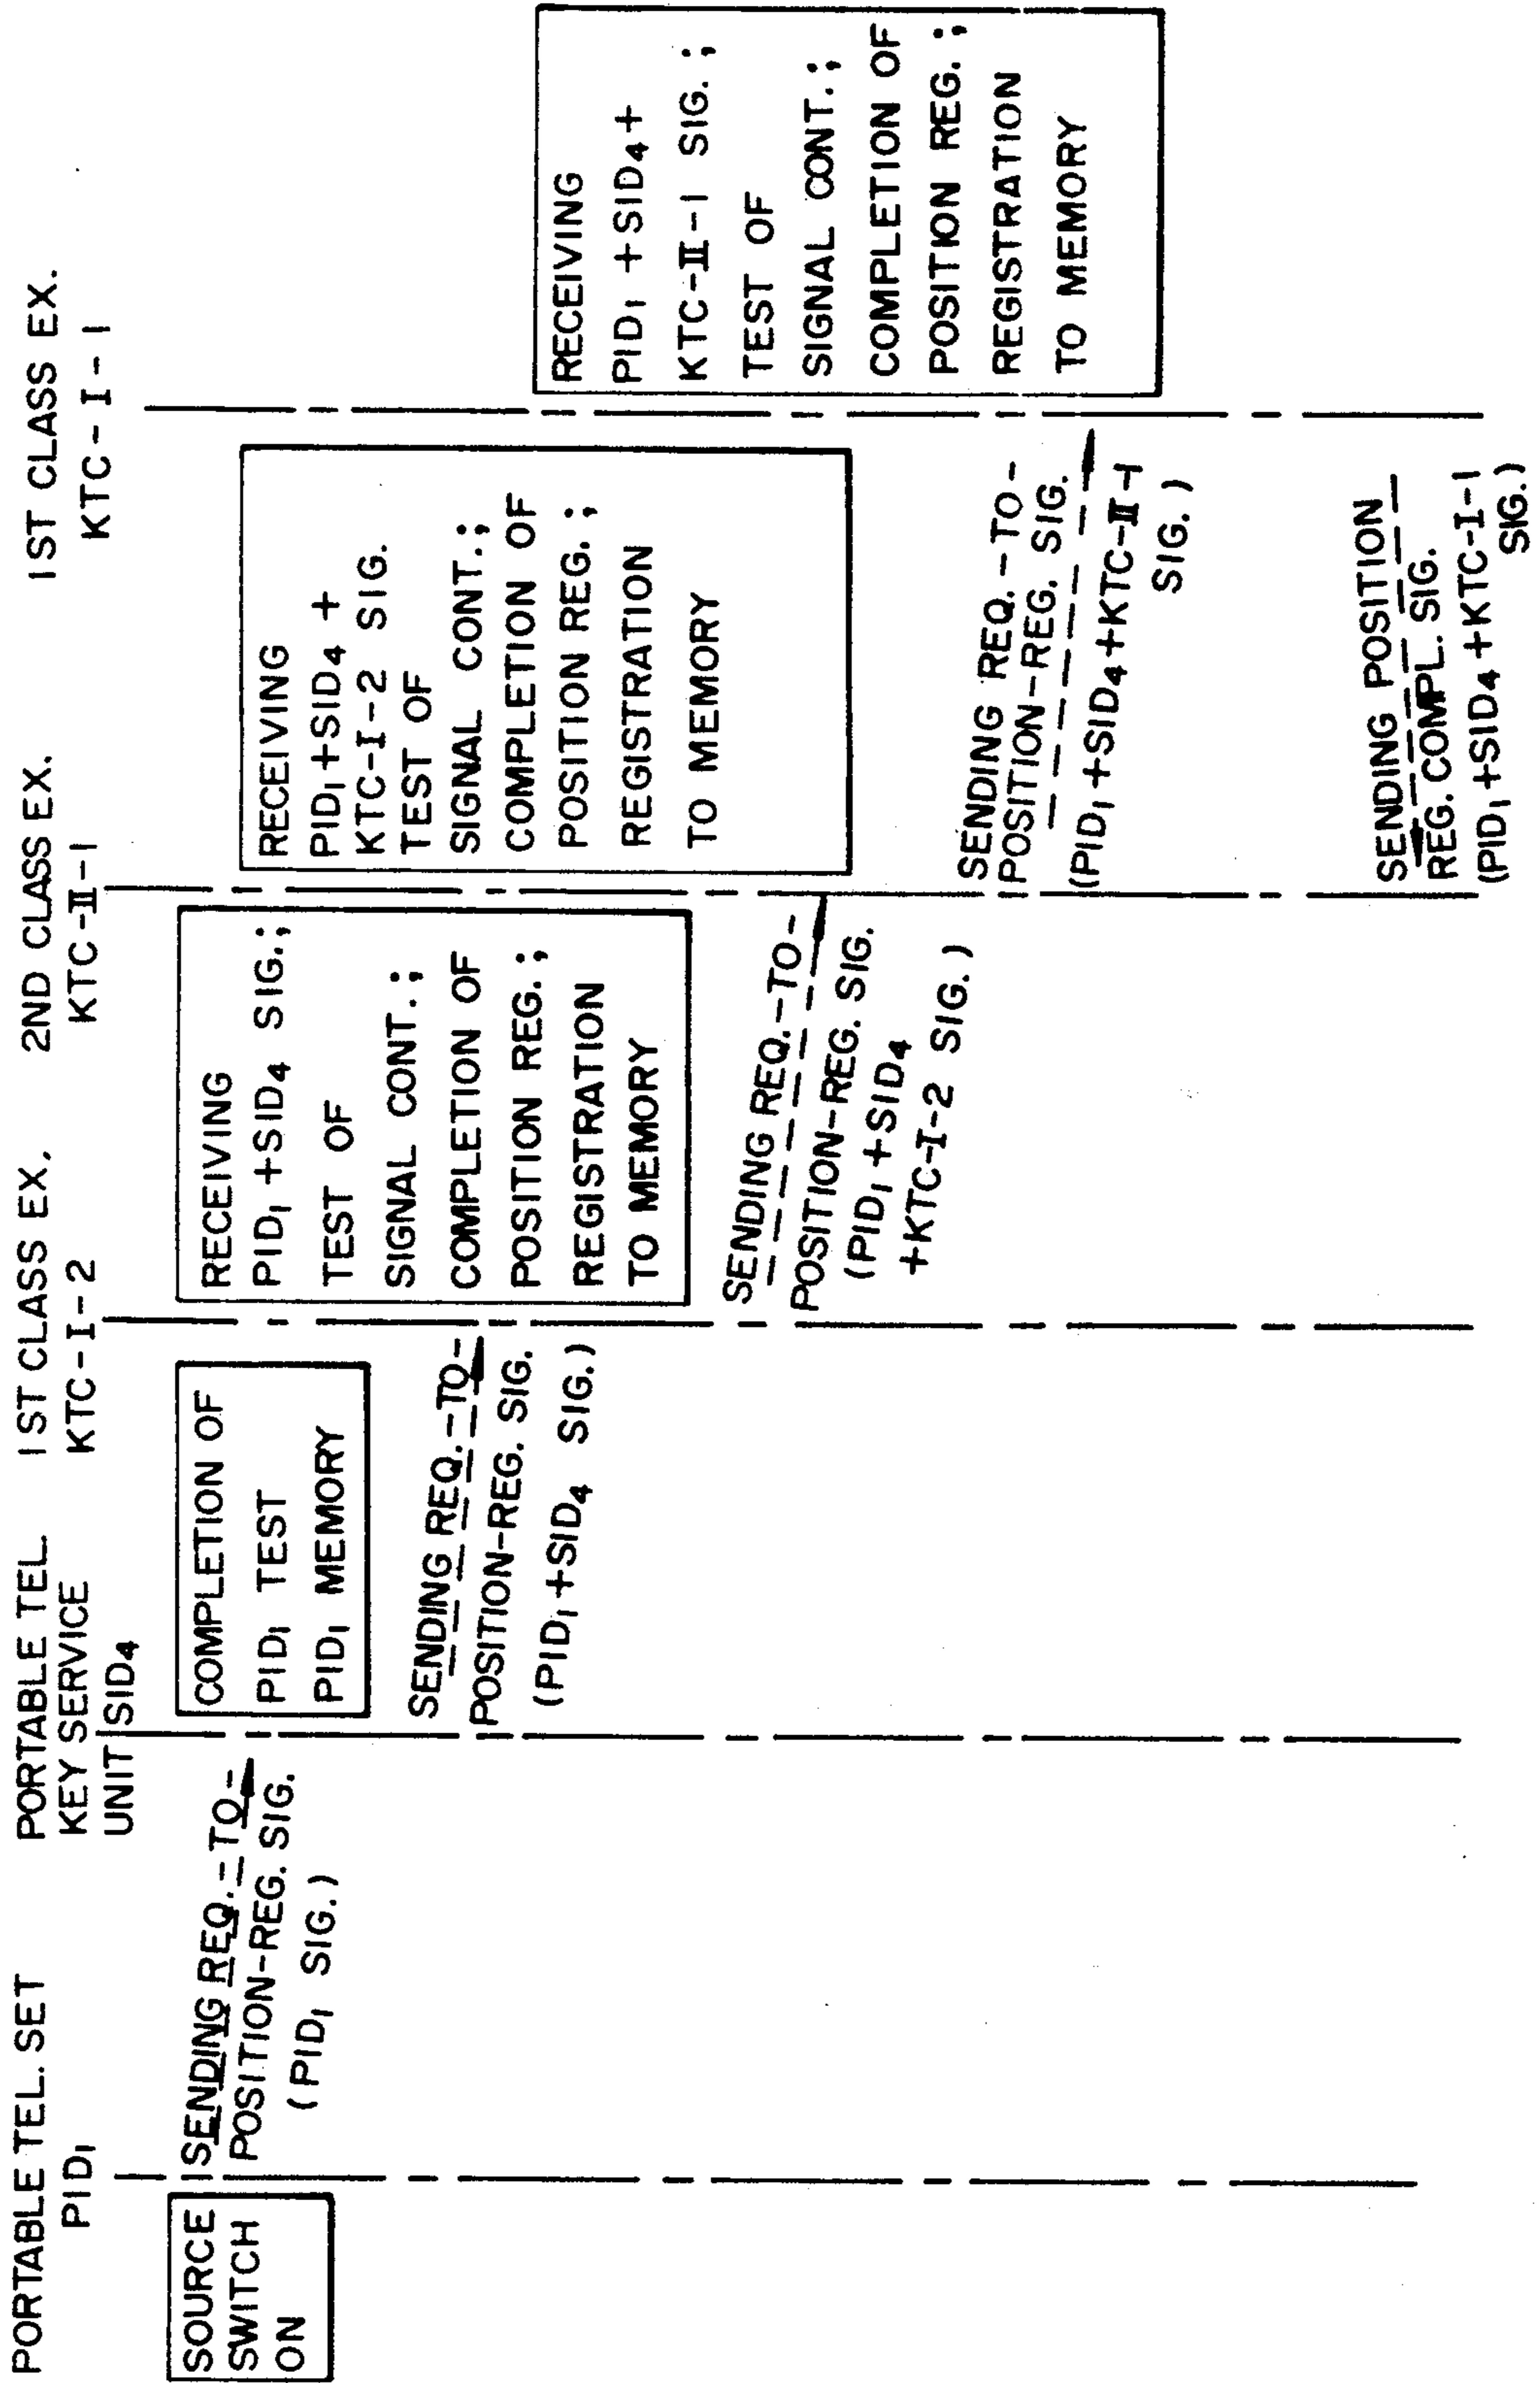 PORTABLE TEL. SET
PID1
PORTABLE TEL.
KEY SERVICE
UNIT SID4
1ST CLASS EX,
KTC-I-2
2ND CLASS EX.
KTC-II-1
1ST CLASS EX.
KTC-I-1
SOURCE
SWITCH
ON
SENDING REQ.-TO-
POSITION-REG. SIG.
(PID1 SIG.)
COMPLETION OF
PID1 TEST
PID1 MEMORY
SENDING REQ.-TO-
POSITION-REG. SIG.
(PID1+SID4 SIG.)
RECEIVING
PID1+SID4 SIG.;
TEST OF
SIGNAL CONT.;
COMPLETION OF
POSITION REG.;
REGISTRATION
TO MEMORY
SENDING REQ.-TO-
POSITION-REG. SIG.
(PID1+SID4
+KTC-I-2 SIG.)
RECEIVING
PID1+SID4 +
KTC-I-2 SIG.
TEST OF
SIGNAL CONT.;
COMPLETION OF
POSITION REG.;
REGISTRATION
TO MEMORY
SENDING REQ.-TO-
POSITION-REG. SIG.
(PID1+SID4+KTC-II-1
SIG.)
RECEIVING
PID1 +SID4+
KTC-II-1 SIG.;
TEST OF
SIGNAL CONT.;
COMPLETION OF
POSITION REG.;
REGISTRATION
TO MEMORY
SENDING POSITION
REG. COMPL. SIG.
(PID1+SID4+KTC-I-1
SIG.)